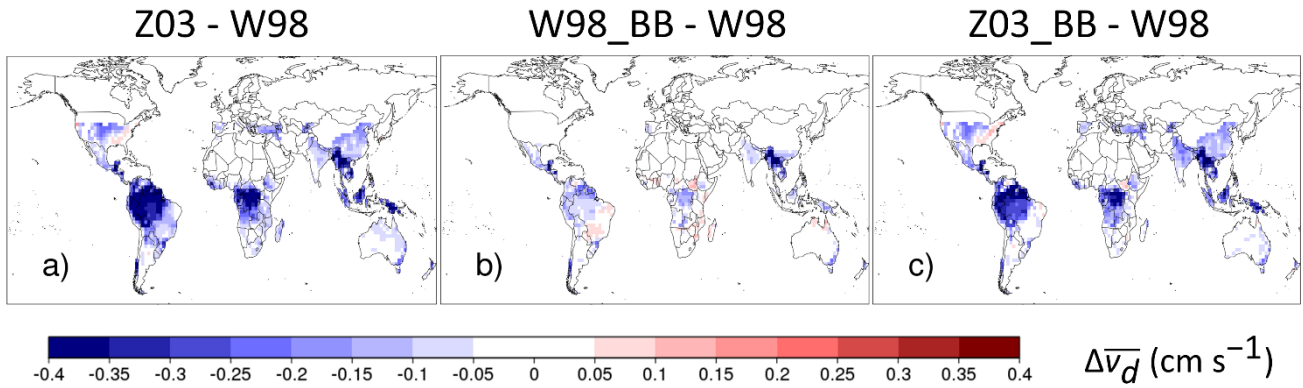 Z03 - W98 W98_BB - W98 Z03_BB - W98
a) b) c)
-0.4 -0.35 -0.3 -0.25 -0.2 -0.15 -0.1 -0.05 0 0.05 0.1 0.15 0.2 0.25 0.3 0.35 0.4
Δv̅_d̅ (cm s⁻¹)